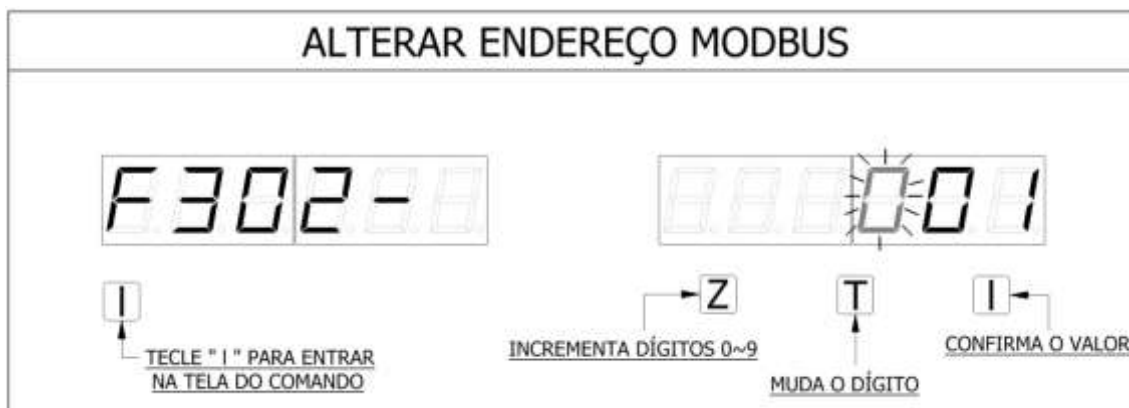 ALTERAR ENDEREÇO MODBUS
F302-
001
I
Z
T
I
TECLE " I " PARA ENTRAR
NA TELA DO COMANDO
INCREMENTA DÍGITOS 0~9
MUDA O DÍGITO
CONFIRMA O VALOR